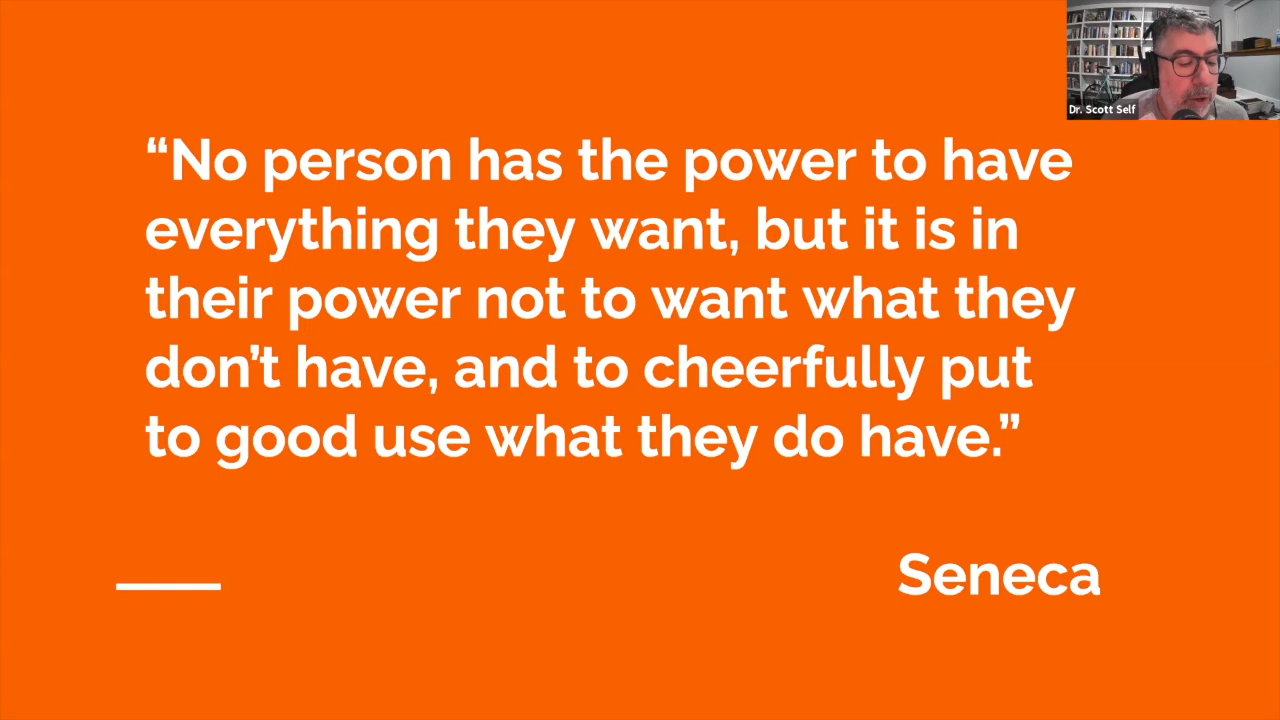 Dr. Scott Self
“No person has the power to have
everything they want, but it is in
their power not to want what they
don’t have, and to cheerfully put
to good use what they do have.”
Seneca